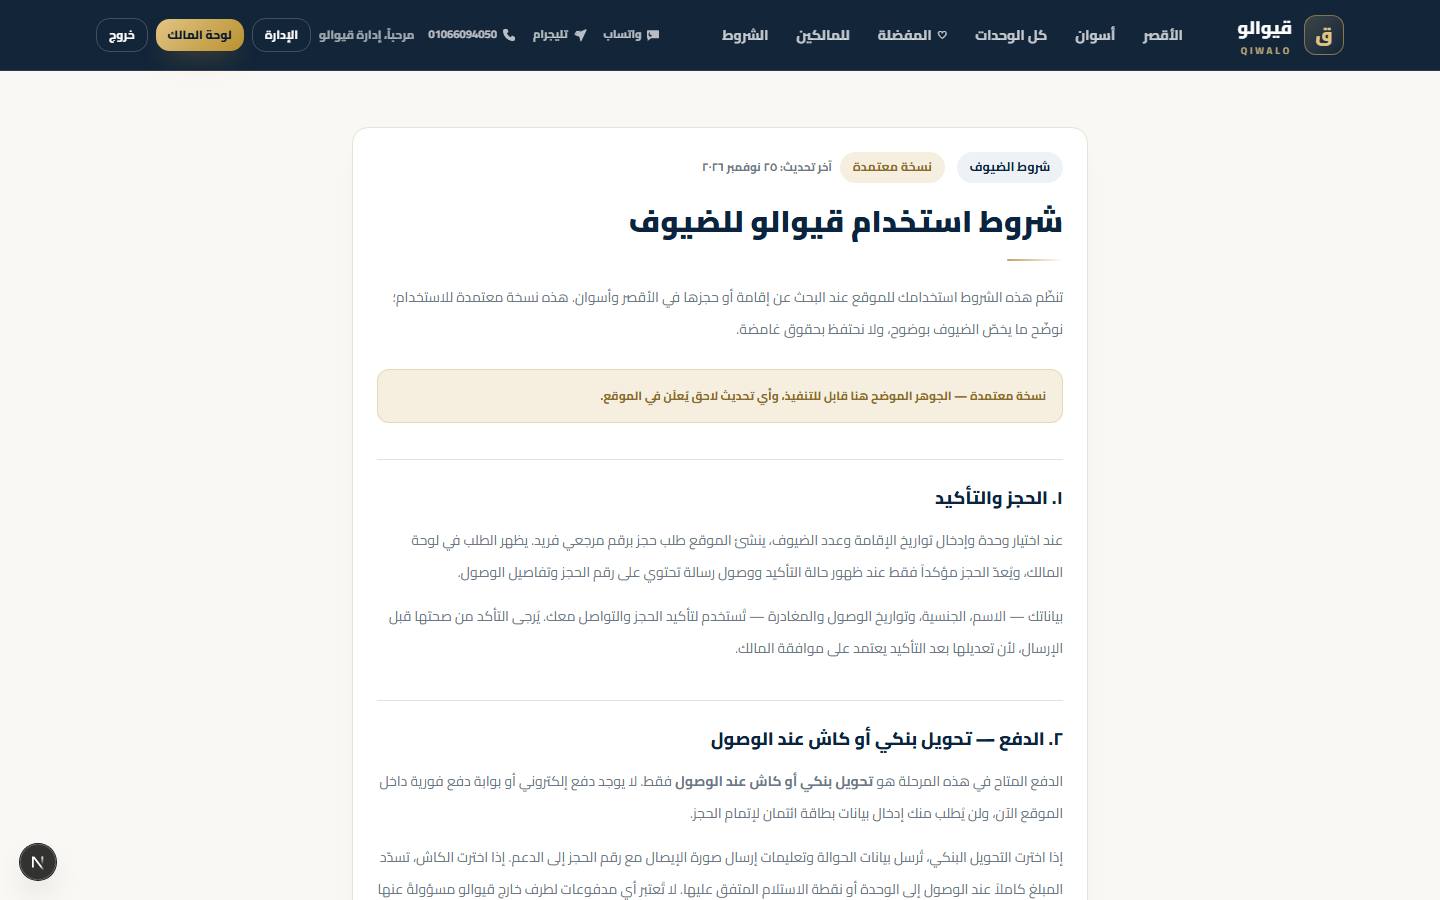 ق
قيوالو
QIWALO
الأقصر
أسوان
كل الوحدات
المفضلة
للمالكين
الشروط
واتساب
تليجرام
01066094050
مرحباً، إدارة قيوالو
الإدارة
لوحة المالك
خروج
شروط الضيوف
نسخة معتمدة
آخر تحديث: ٢٥ نوفمبر ٢٠٢٦
شروط استخدام قيوالو للضيوف
تنظّم هذه الشروط استخدامك للموقع عند البحث عن إقامة أو حجزها في الأقصر وأسوان. هذه نسخة معتمدة للاستخدام؛
نوضّح ما يخصّ الضيوف بوضوح، ولا نحتفظ بحقوق غامضة.
نسخة معتمدة — الجوهر الموضح هنا قابل للتنفيذ، وأي تحديث لاحق يُعلَن في الموقع.
١. الحجز والتأكيد
عند اختيار وحدة وإدخال تواريخ الإقامة وعدد الضيوف، ينشئ الموقع طلب حجز برقم مرجعي فريد. يظهر الطلب في لوحة
المالك، ويُعدّ الحجز مؤكداً فقط عند ظهور حالة التأكيد ووصول رسالة تحتوي على رقم الحجز وتفاصيل الوصول.
بياناتك — الاسم، الجنسية، وتواريخ الوصول والمغادرة — تُستخدم لتأكيد الحجز والتواصل معك. يُرجى التأكد من صحتها قبل
الإرسال، لأن تعديلها بعد التأكيد يعتمد على موافقة المالك.
٢. الدفع — تحويل بنكي أو كاش عند الوصول
الدفع المتاح في هذه المرحلة هو تحويل بنكي أو كاش عند الوصول فقط. لا يوجد دفع إلكتروني أو بوابة دفع فورية داخل
الموقع الآن، ولن يُطلب منك إدخال بيانات بطاقة ائتمان لإتمام الحجز.
إذا اخترت التحويل البنكي، تُرسل بيانات الحوالة وتعليمات إرسال صورة الإيصال مع رقم الحجز إلى الدعم. إذا اخترت الكاش، تسدّد
المبلغ كاملاً عند الوصول إلى الوحدة أو نقطة الاستلام المتفق عليها. لا تُعتبر أي مدفوعات لطرف خارج قيوالو مسؤولةً عنها
N